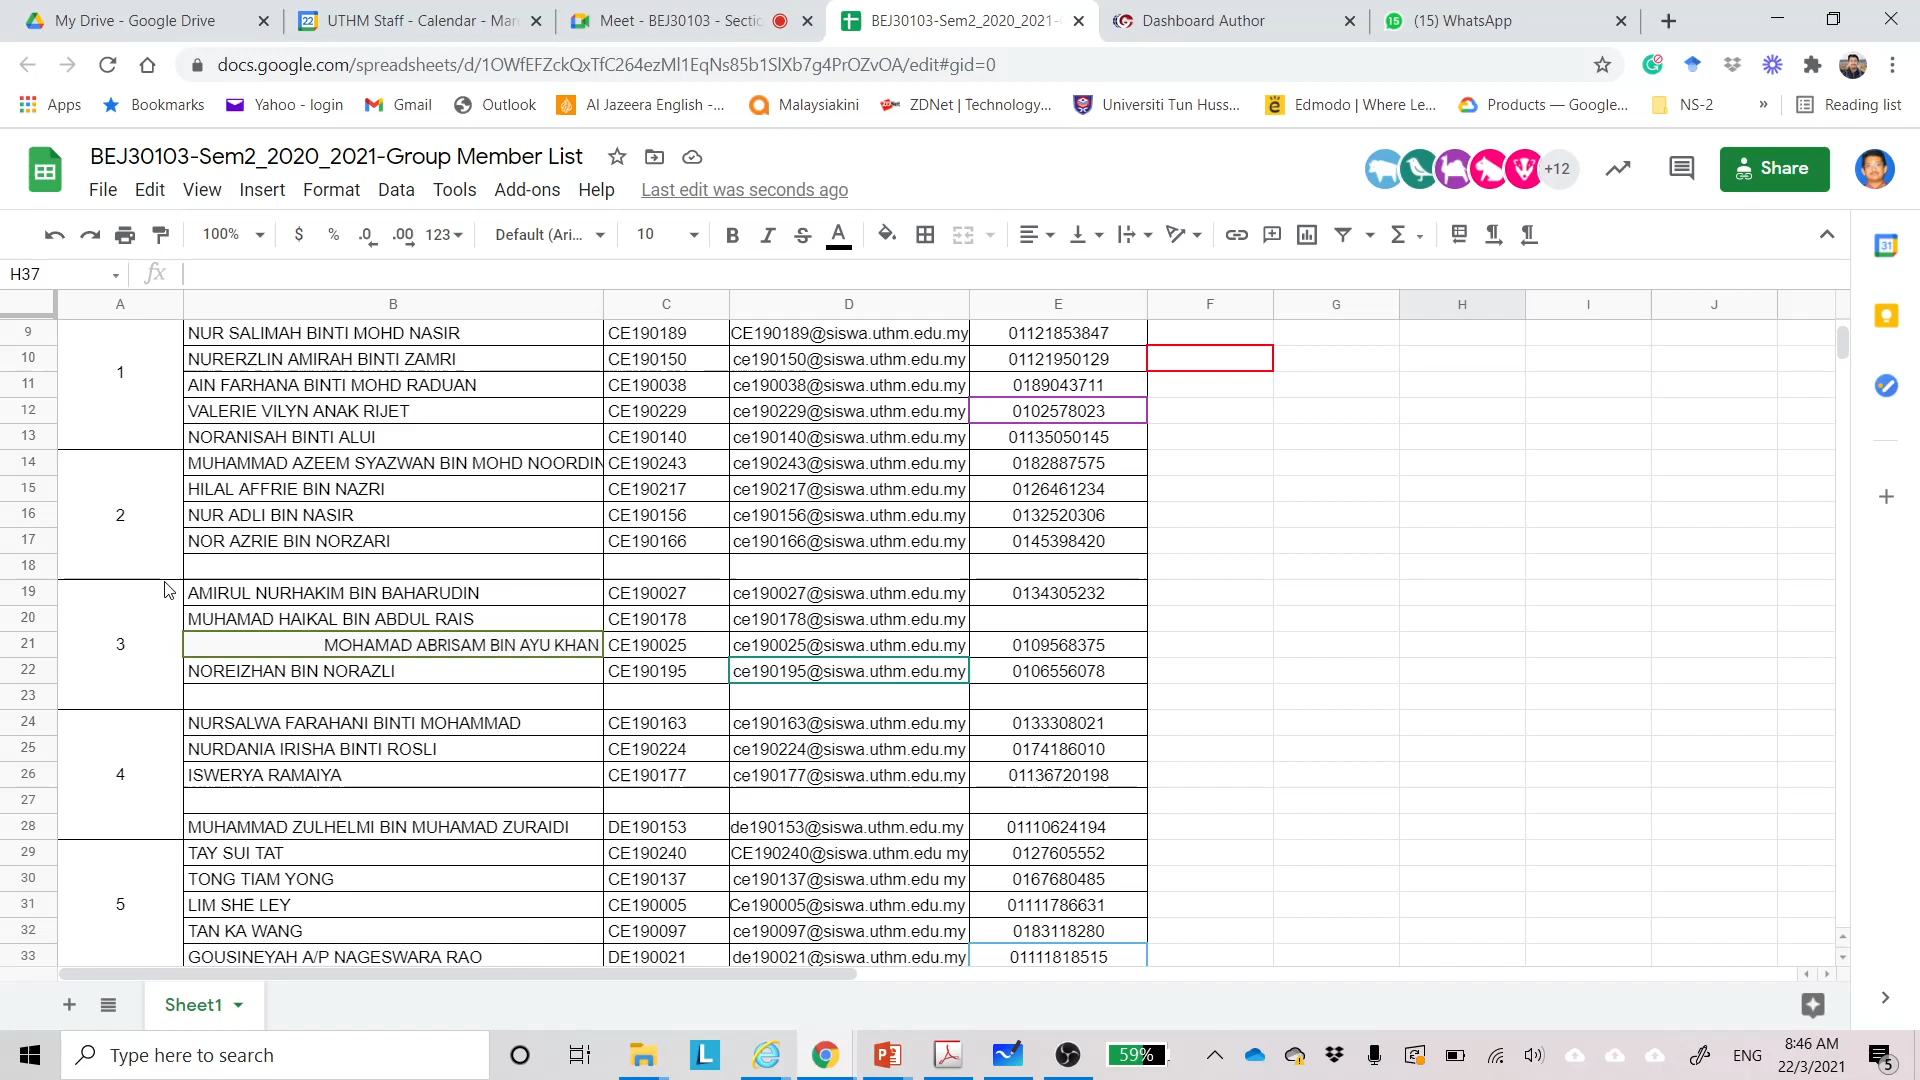 My Drive - Google Drive
UTHM Staff - Calendar - Mar
Meet - BEJ30103 - Sectio
BEJ30103-Sem2_2020_2021-
Dashboard Author
15 (15) WhatsApp
docs.google.com/spreadsheets/d/1OWfEFZckQxTfC264ezMl1EqNs85b1SlXb7g4PrOZvOA/edit#gid=0
Apps Bookmarks Yahoo - login Gmail Outlook Al Jazeera English -... Malaysiakini ZDNet | Technology... Universiti Tun Huss... Edmodo | Where Le... Products — Google... NS-2 » Reading list
BEJ30103-Sem2_2020_2021-Group Member List
+12
Share
File Edit View Insert Format Data Tools Add-ons Help Last edit was seconds ago
100% $ % .0 .00 123 Default (Ari... 10 B I S A
H37 fx
A B C D E F G H I J
9 NUR SALIMAH BINTI MOHD NASIR CE190189 CE190189@siswa.uthm.edu.my 01121853847
10 NURERZLIN AMIRAH BINTI ZAMRI CE190150 ce190150@siswa.uthm.edu.my 01121950129
1
11 AIN FARHANA BINTI MOHD RADUAN CE190038 ce190038@siswa.uthm.edu.my 0189043711
12 VALERIE VILYN ANAK RIJET CE190229 ce190229@siswa.uthm.edu.my 0102578023
13 NORANISAH BINTI ALUI CE190140 ce190140@siswa.uthm.edu.my 01135050145
14 MUHAMMAD AZEEM SYAZWAN BIN MOHD NOORDIN CE190243 ce190243@siswa.uthm.edu.my 0182887575
15 HILAL AFFRIE BIN NAZRI CE190217 ce190217@siswa.uthm.edu.my 0126461234
16 2 NUR ADLI BIN NASIR CE190156 ce190156@siswa.uthm.edu.my 0132520306
17 NOR AZRIE BIN NORZARI CE190166 ce190166@siswa.uthm.edu.my 0145398420
18
19 AMIRUL NURHAKIM BIN BAHARUDIN CE190027 ce190027@siswa.uthm.edu.my 0134305232
20 MUHAMAD HAIKAL BIN ABDUL RAIS CE190178 ce190178@siswa.uthm.edu.my
21 3 MOHAMAD ABRISAM BIN AYU KHAN CE190025 ce190025@siswa.uthm.edu.my 0109568375
22 NOREIZHAN BIN NORAZLI CE190195 ce190195@siswa.uthm.edu.my 0106556078
23
24 NURSALWA FARAHANI BINTI MOHAMMAD CE190163 ce190163@siswa.uthm.edu.my 0133308021
25 NURDANIA IRISHA BINTI ROSLI CE190224 ce190224@siswa.uthm.edu.my 0174186010
26 4 ISWERYA RAMAIYA CE190177 ce190177@siswa.uthm.edu.my 01136720198
27
28 MUHAMMAD ZULHELMI BIN MUHAMAD ZURAIDI DE190153 de190153@siswa.uthm.edu.my 01110624194
29 TAY SUI TAT CE190240 CE190240@siswa.uthm.edu my 0127605552
30 TONG TIAM YONG CE190137 ce190137@siswa.uthm.edu.my 0167680485
31 5 LIM SHE LEY CE190005 Ce190005@siswa.uthm.edu.my 01111786631
32 TAN KA WANG CE190097 ce190097@siswa.uthm.edu.my 0183118280
33 GOUSINEYAH A/P NAGESWARA RAO DE190021 de190021@siswa.uthm.edu.my 01111818515
Sheet1
Type here to search
59%
ENG
8:46 AM
22/3/2021
5